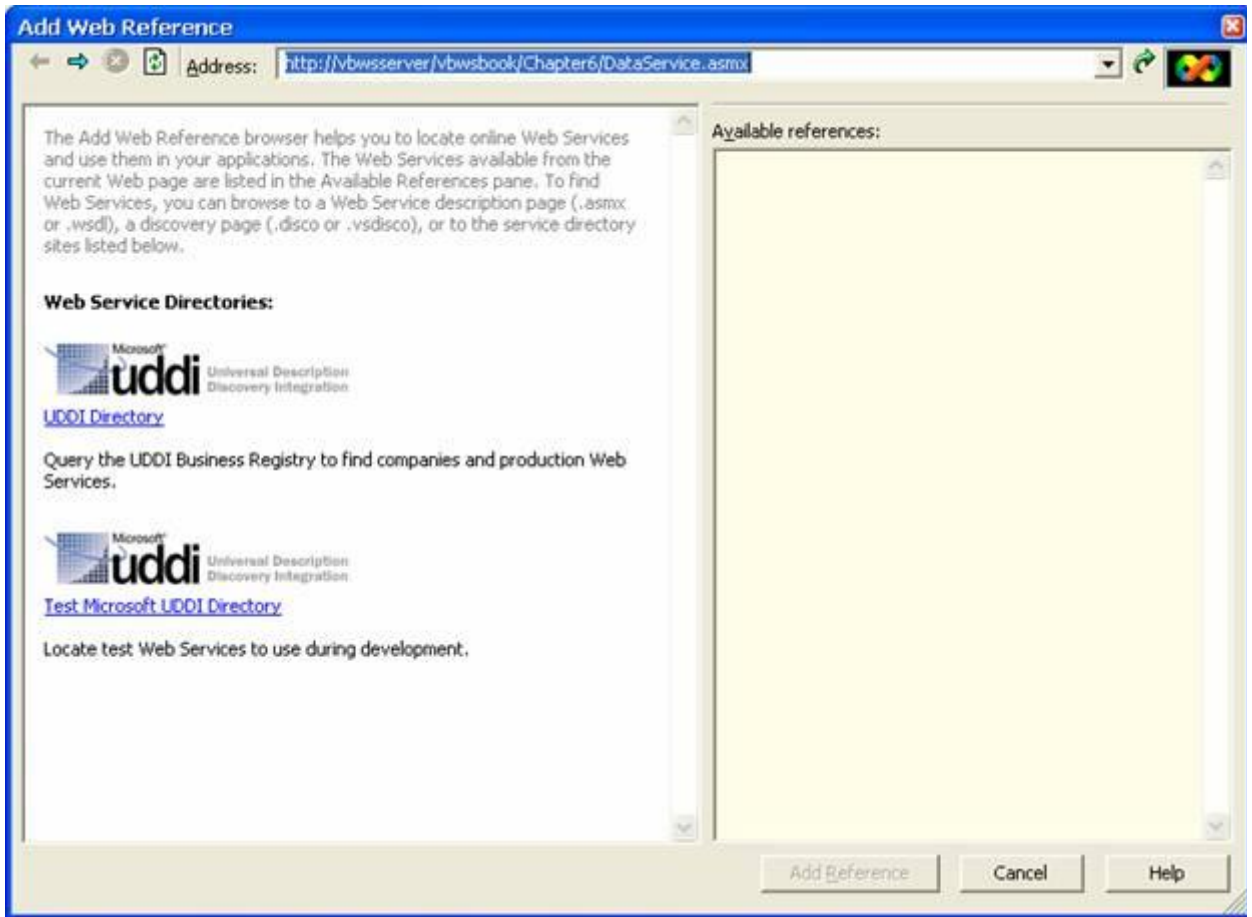 Add Web Reference
Address: http://vbwsserver/vbwsbook/Chapter6/DataService.asmx
The Add Web Reference browser helps you to locate online Web Services
and use them in your applications. The Web Services available from the
current Web page are listed in the Available References pane. To find
Web Services, you can browse to a Web Service description page (.asmx
or .wsdl), a discovery page (.disco or .vsdisco), or to the service directory
sites listed below.
Web Service Directories:
Microsoft
uddi Universal Description
Discovery Integration
UDDI Directory
Query the UDDI Business Registry to find companies and production Web
Services.
Microsoft
uddi Universal Description
Discovery Integration
Test Microsoft UDDI Directory
Locate test Web Services to use during development.
Available references:
Add Reference
Cancel
Help